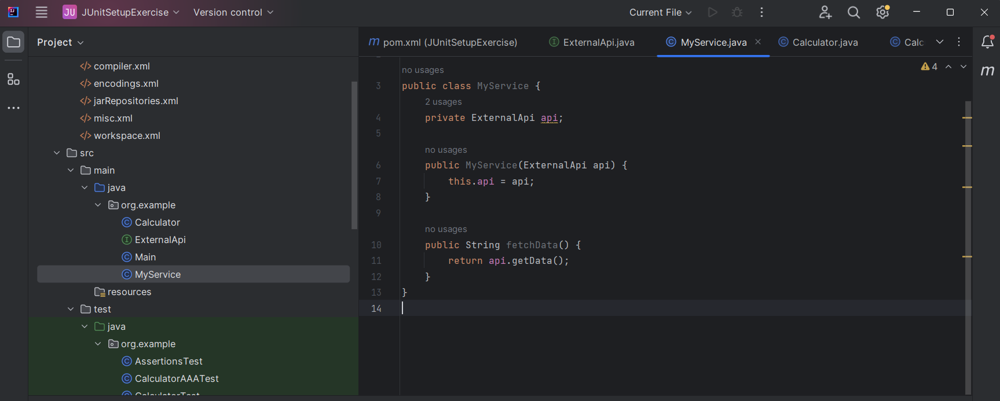 JU JUnitSetupExercise Version control Current File
Project
pom.xml (JUnitSetupExercise) ExternalApi.java MyService.java Calculator.java Calc
compiler.xml
encodings.xml
jarRepositories.xml
misc.xml
workspace.xml
src
main
java
org.example
Calculator
ExternalApi
Main
MyService
resources
test
java
org.example
AssertionsTest
CalculatorAAATest
CalculatorTest
4
no usages
3 public class MyService {
2 usages
4 private ExternalApi api;
5
no usages
6 public MyService(ExternalApi api) {
7 this.api = api;
8 }
9
no usages
10 public String fetchData() {
11 return api.getData();
12 }
13 }
14